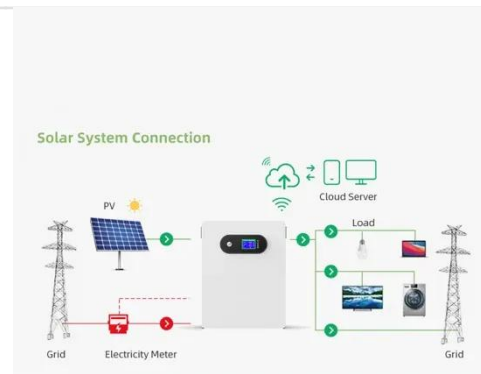 Solar System Connection
Cloud Server
PV
Load
Grid
Electricity Meter
Grid